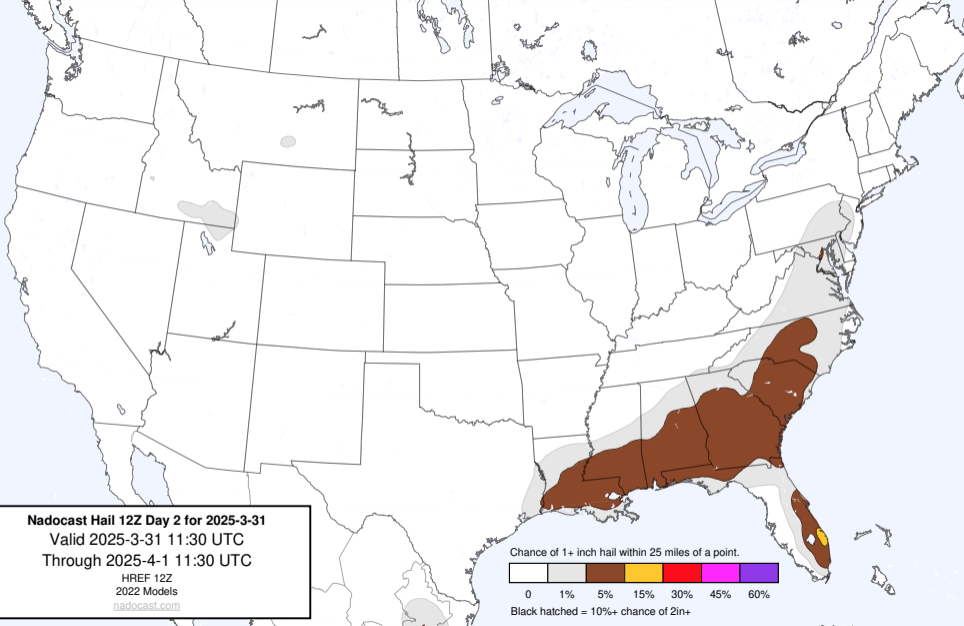 Nadocast Hail 12Z Day 2 for 2025-3-31
Valid 2025-3-31 11:30 UTC
Through 2025-4-1 11:30 UTC
HREF 12Z
2022 Models
nadocast.com
Chance of 1+ inch hail within 25 miles of a point.
0 1% 5% 15% 30% 45% 60%
Black hatched = 10%+ chance of 2in+